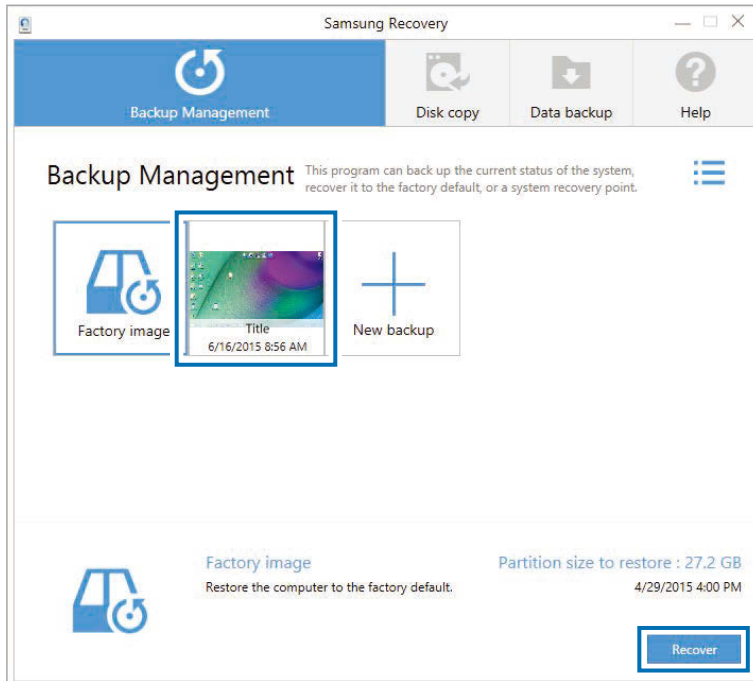 Samsung Recovery
Backup Management
Disk copy
Data backup
Help
Backup Management
This program can back up the current status of the system,
recover it to the factory default, or a system recovery point.
Factory image
Title
6/16/2015 8:56 AM
New backup
Factory image
Restore the computer to the factory default.
Partition size to restore : 27.2 GB
4/29/2015 4:00 PM
Recover